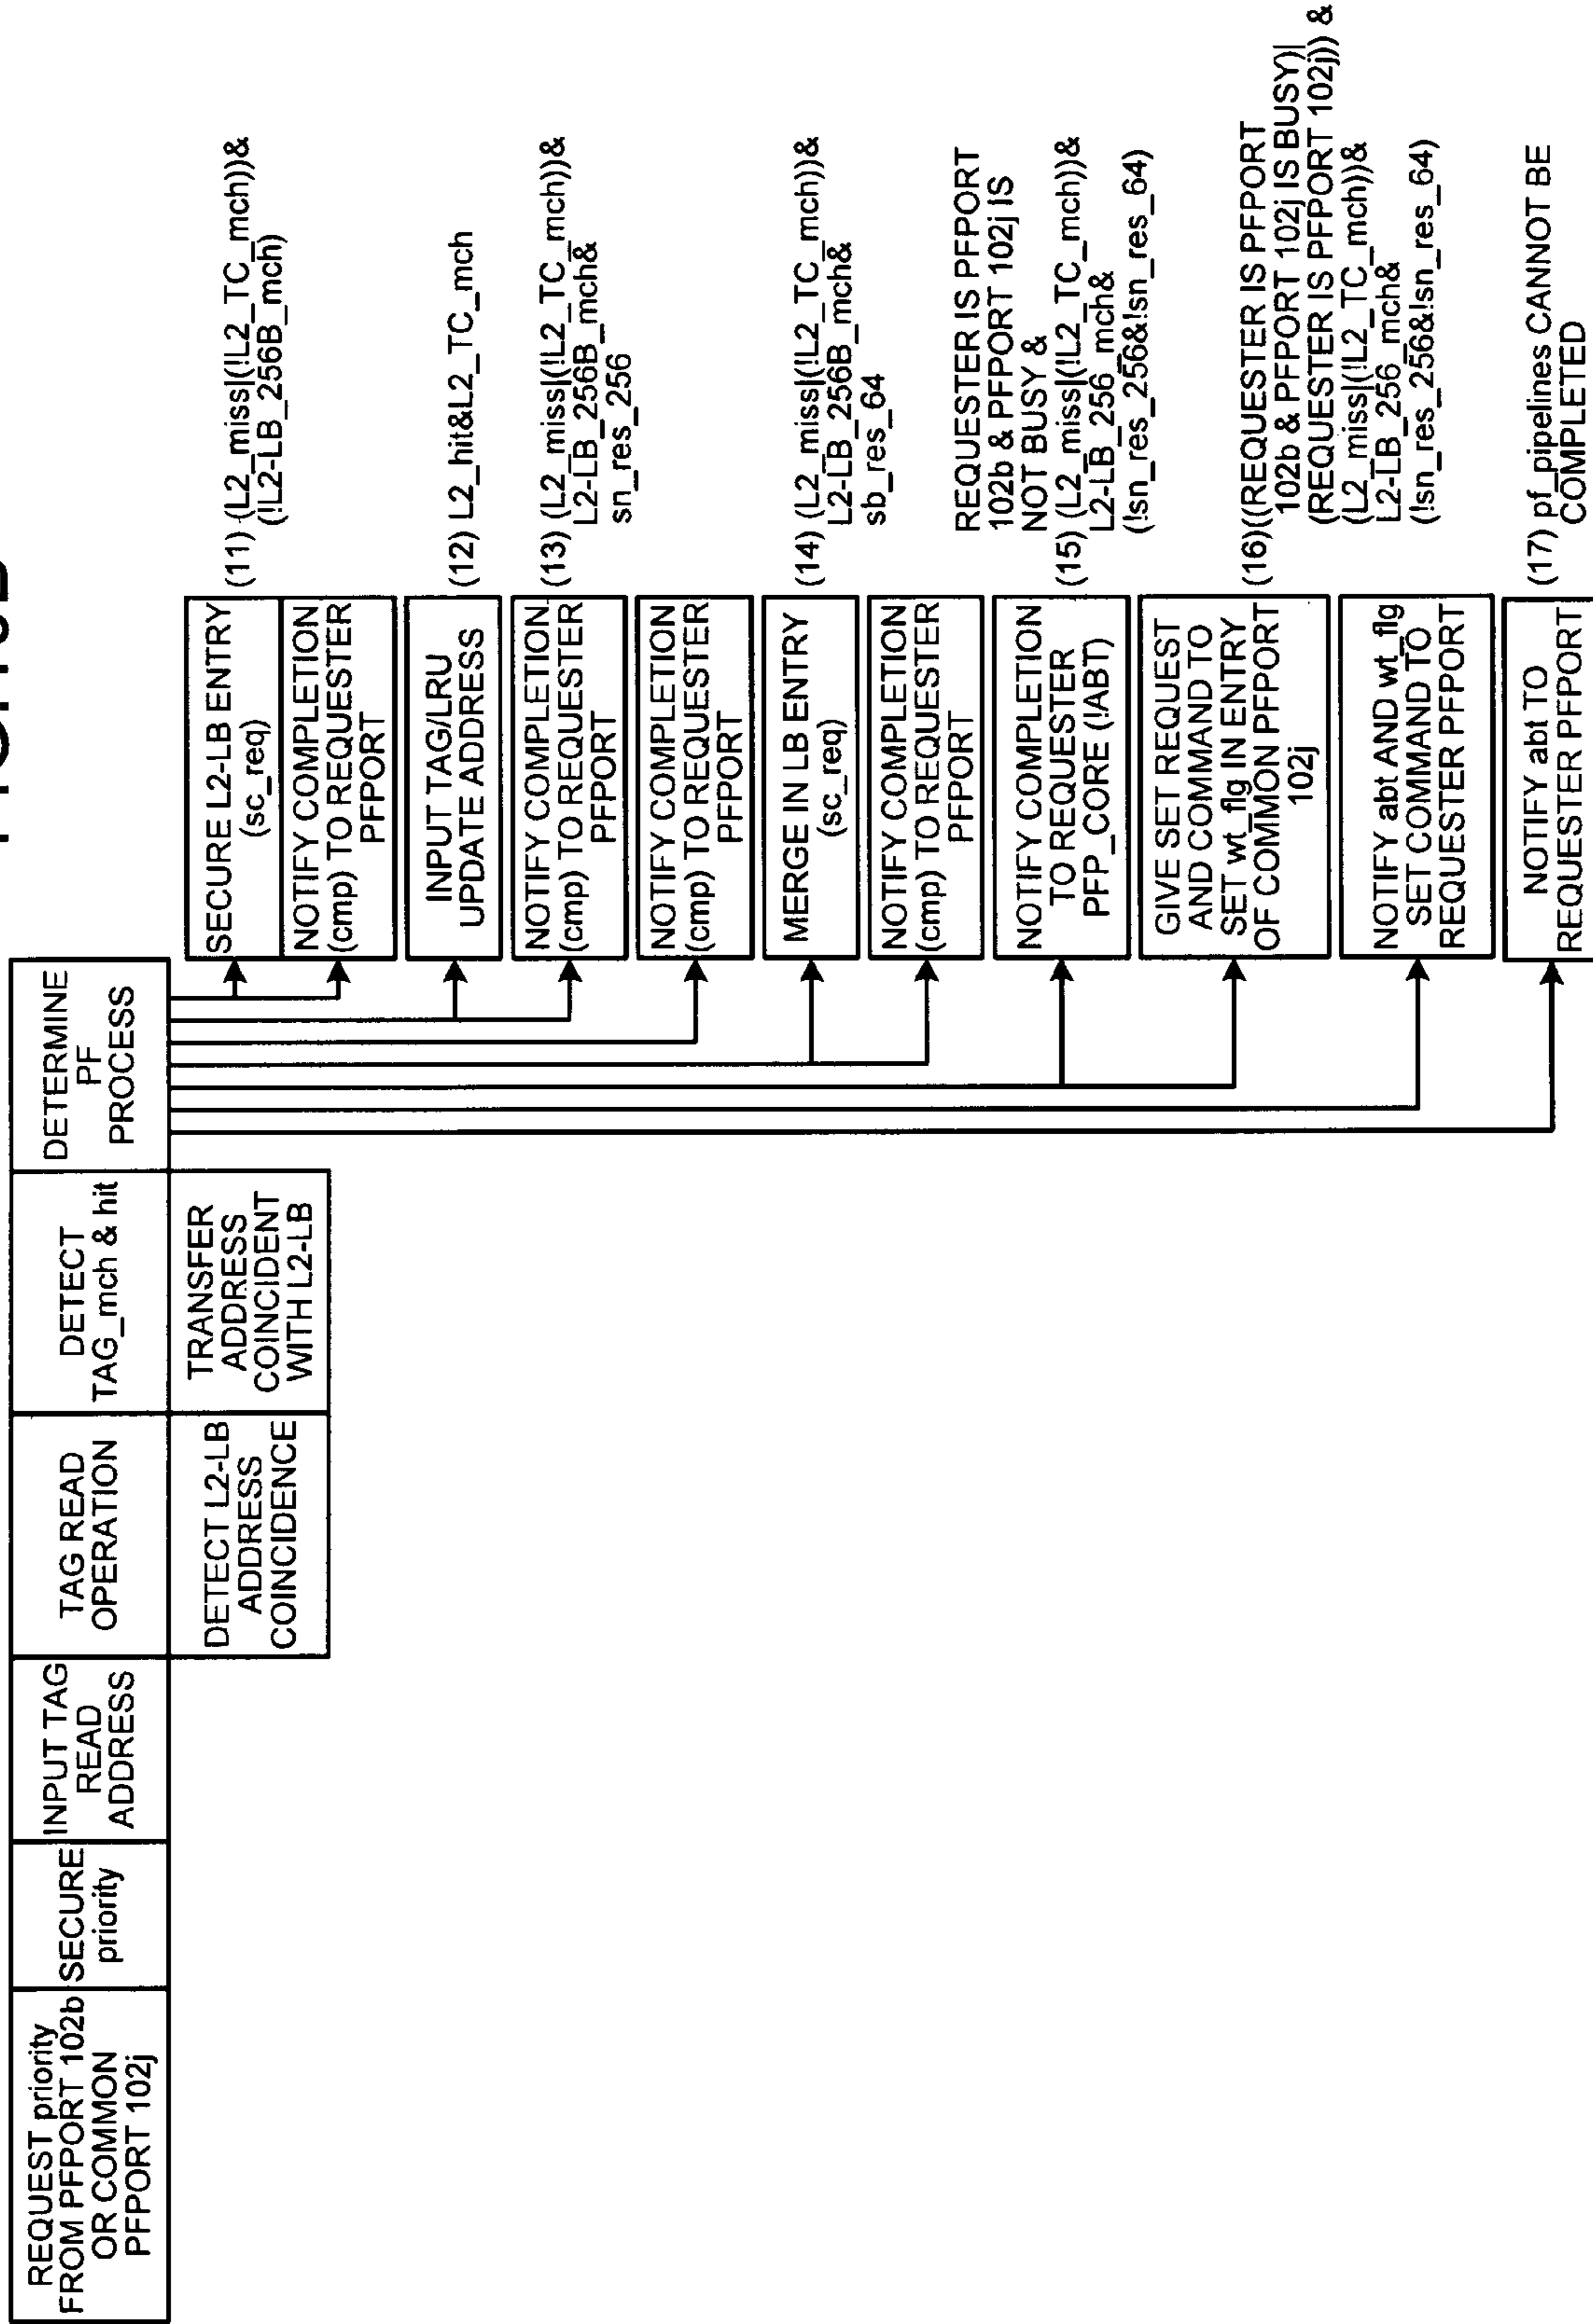 REQUEST priority
FROM PFPORT 102b
OR COMMON
PFPORT 102j
SECURE
priority
INPUT TAG
READ
ADDRESS
TAG READ
OPERATION
DETECT
TAG_mch & hit
DETERMINE
PF
PROCESS
DETECT L2-LB
ADDRESS
COINCIDENCE
TRANSFER
ADDRESS
COINCIDENT
WITH L2-LB
SECURE L2-LB ENTRY
(sc_req)
NOTIFY COMPLETION
(cmp) TO REQUESTER
PFPORT
(11) (L2_miss|(!L2_TC_mch))&
(!L2-LB_256B_mch)
INPUT TAG/LRU
UPDATE ADDRESS
(12) L2_hit&L2_TC_mch
NOTIFY COMPLETION
(cmp) TO REQUESTER
PFPORT
(13) (L2_miss|(!L2_TC_mch))&
L2-LB_256B_mch&
sn_res_256
NOTIFY COMPLETION
(cmp) TO REQUESTER
PFPORT
MERGE IN LB ENTRY
(sc_req)
(14) (L2_miss|(!L2_TC_mch))&
L2-LB_256B_mch&
sb_res_64
NOTIFY COMPLETION
(cmp) TO REQUESTER
PFPORT
NOTIFY COMPLETION
TO REQUESTER
PFP_CORE (!ABT)
REQUESTER IS PFPORT
102b & PFPORT 102j IS
NOT BUSY &
(15) (L2_miss|(!L2_TC_mch))&
L2-LB_256_mch&
(!sn_res_256&!sn_res_64)
GIVE SET REQUEST
AND COMMAND TO
SET wt_flg IN ENTRY
OF COMMON PFPORT
102j
(16)((REQUESTER IS PFPORT
102b & PFPORT 102j IS BUSY)|
(REQUESTER IS PFPORT 102j)) &
(L2_miss|(!L2_TC_mch))&
L2-LB_256_mch&
(!sn_res_256&!sn_res_64)
NOTIFY abt AND wt_flg
SET COMMAND TO
REQUESTER PFPORT
NOTIFY abt TO
REQUESTER PFPORT
(17) pf_pipelines CANNOT BE
COMPLETED